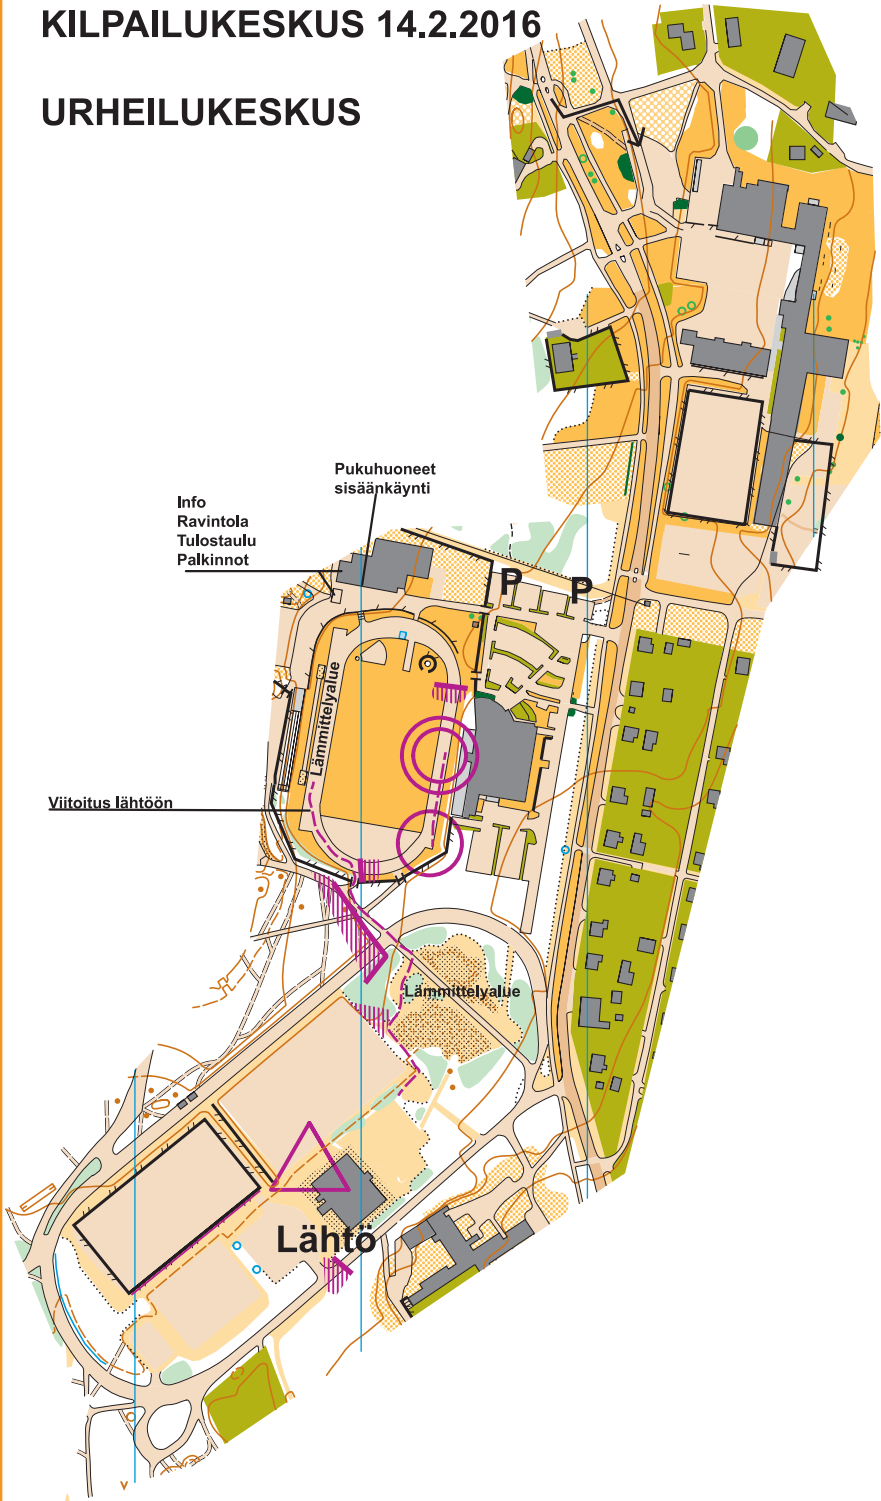 KILPAILUKESKUS 14.2.2016
URHEILUKESKUS
Pukuhuoneet
sisäänkäynti
Info
Ravintola
Tulostaulu
Palkinnot
P
P
Lämmittelyalue
Viitoitus lähtöön
Lämmittelyalue
Lähtö